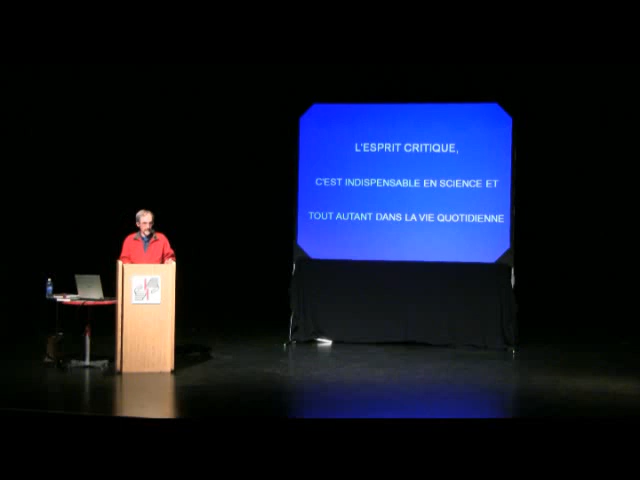 L'ESPRIT CRITIQUE,
C'EST INDISPENSABLE EN SCIENCE ET
TOUT AUTANT DANS LA VIE QUOTIDIENNE